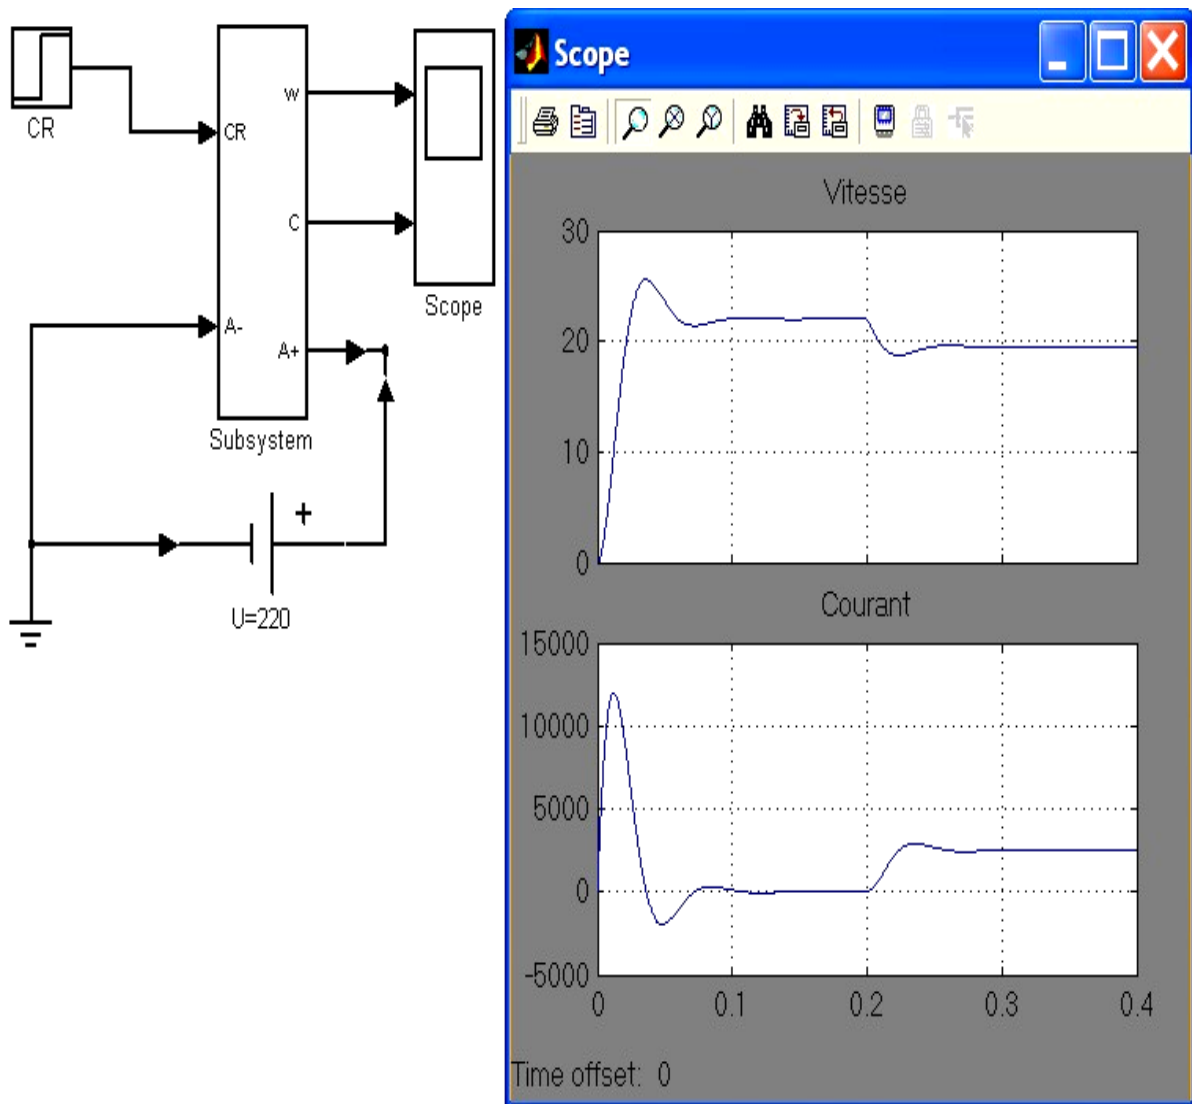 CR
CR
w
C
A-
A+
Subsystem
Scope
+
U=220
Scope
Vitesse
30
20
10
0
Courant
15000
10000
5000
0
-5000
0 0.1 0.2 0.3 0.4
Time offset: 0